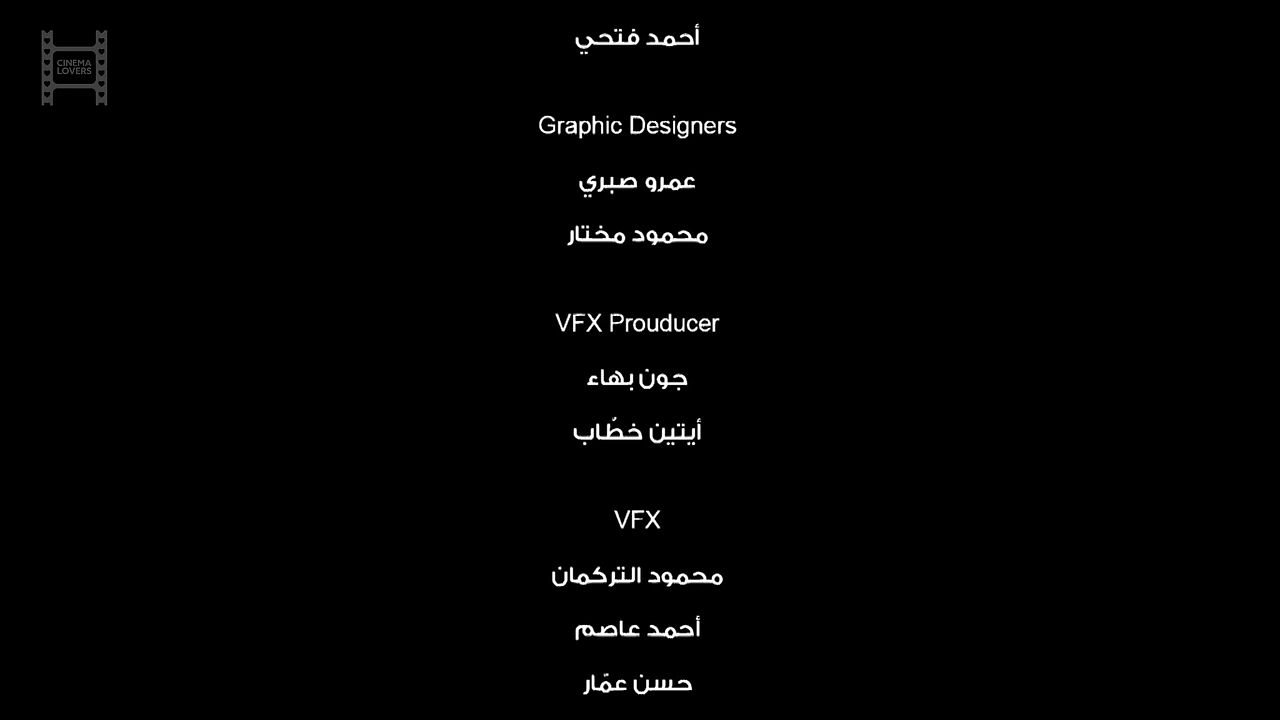 CINEMA
LOVERS
أحمد فتحي
Graphic Designers
عمرو صبري
محمود مختار
VFX Prouducer
جون بهاء
أيتين خطّاب
VFX
محمود التركمان
أحمد عاصم
حسن عمّار